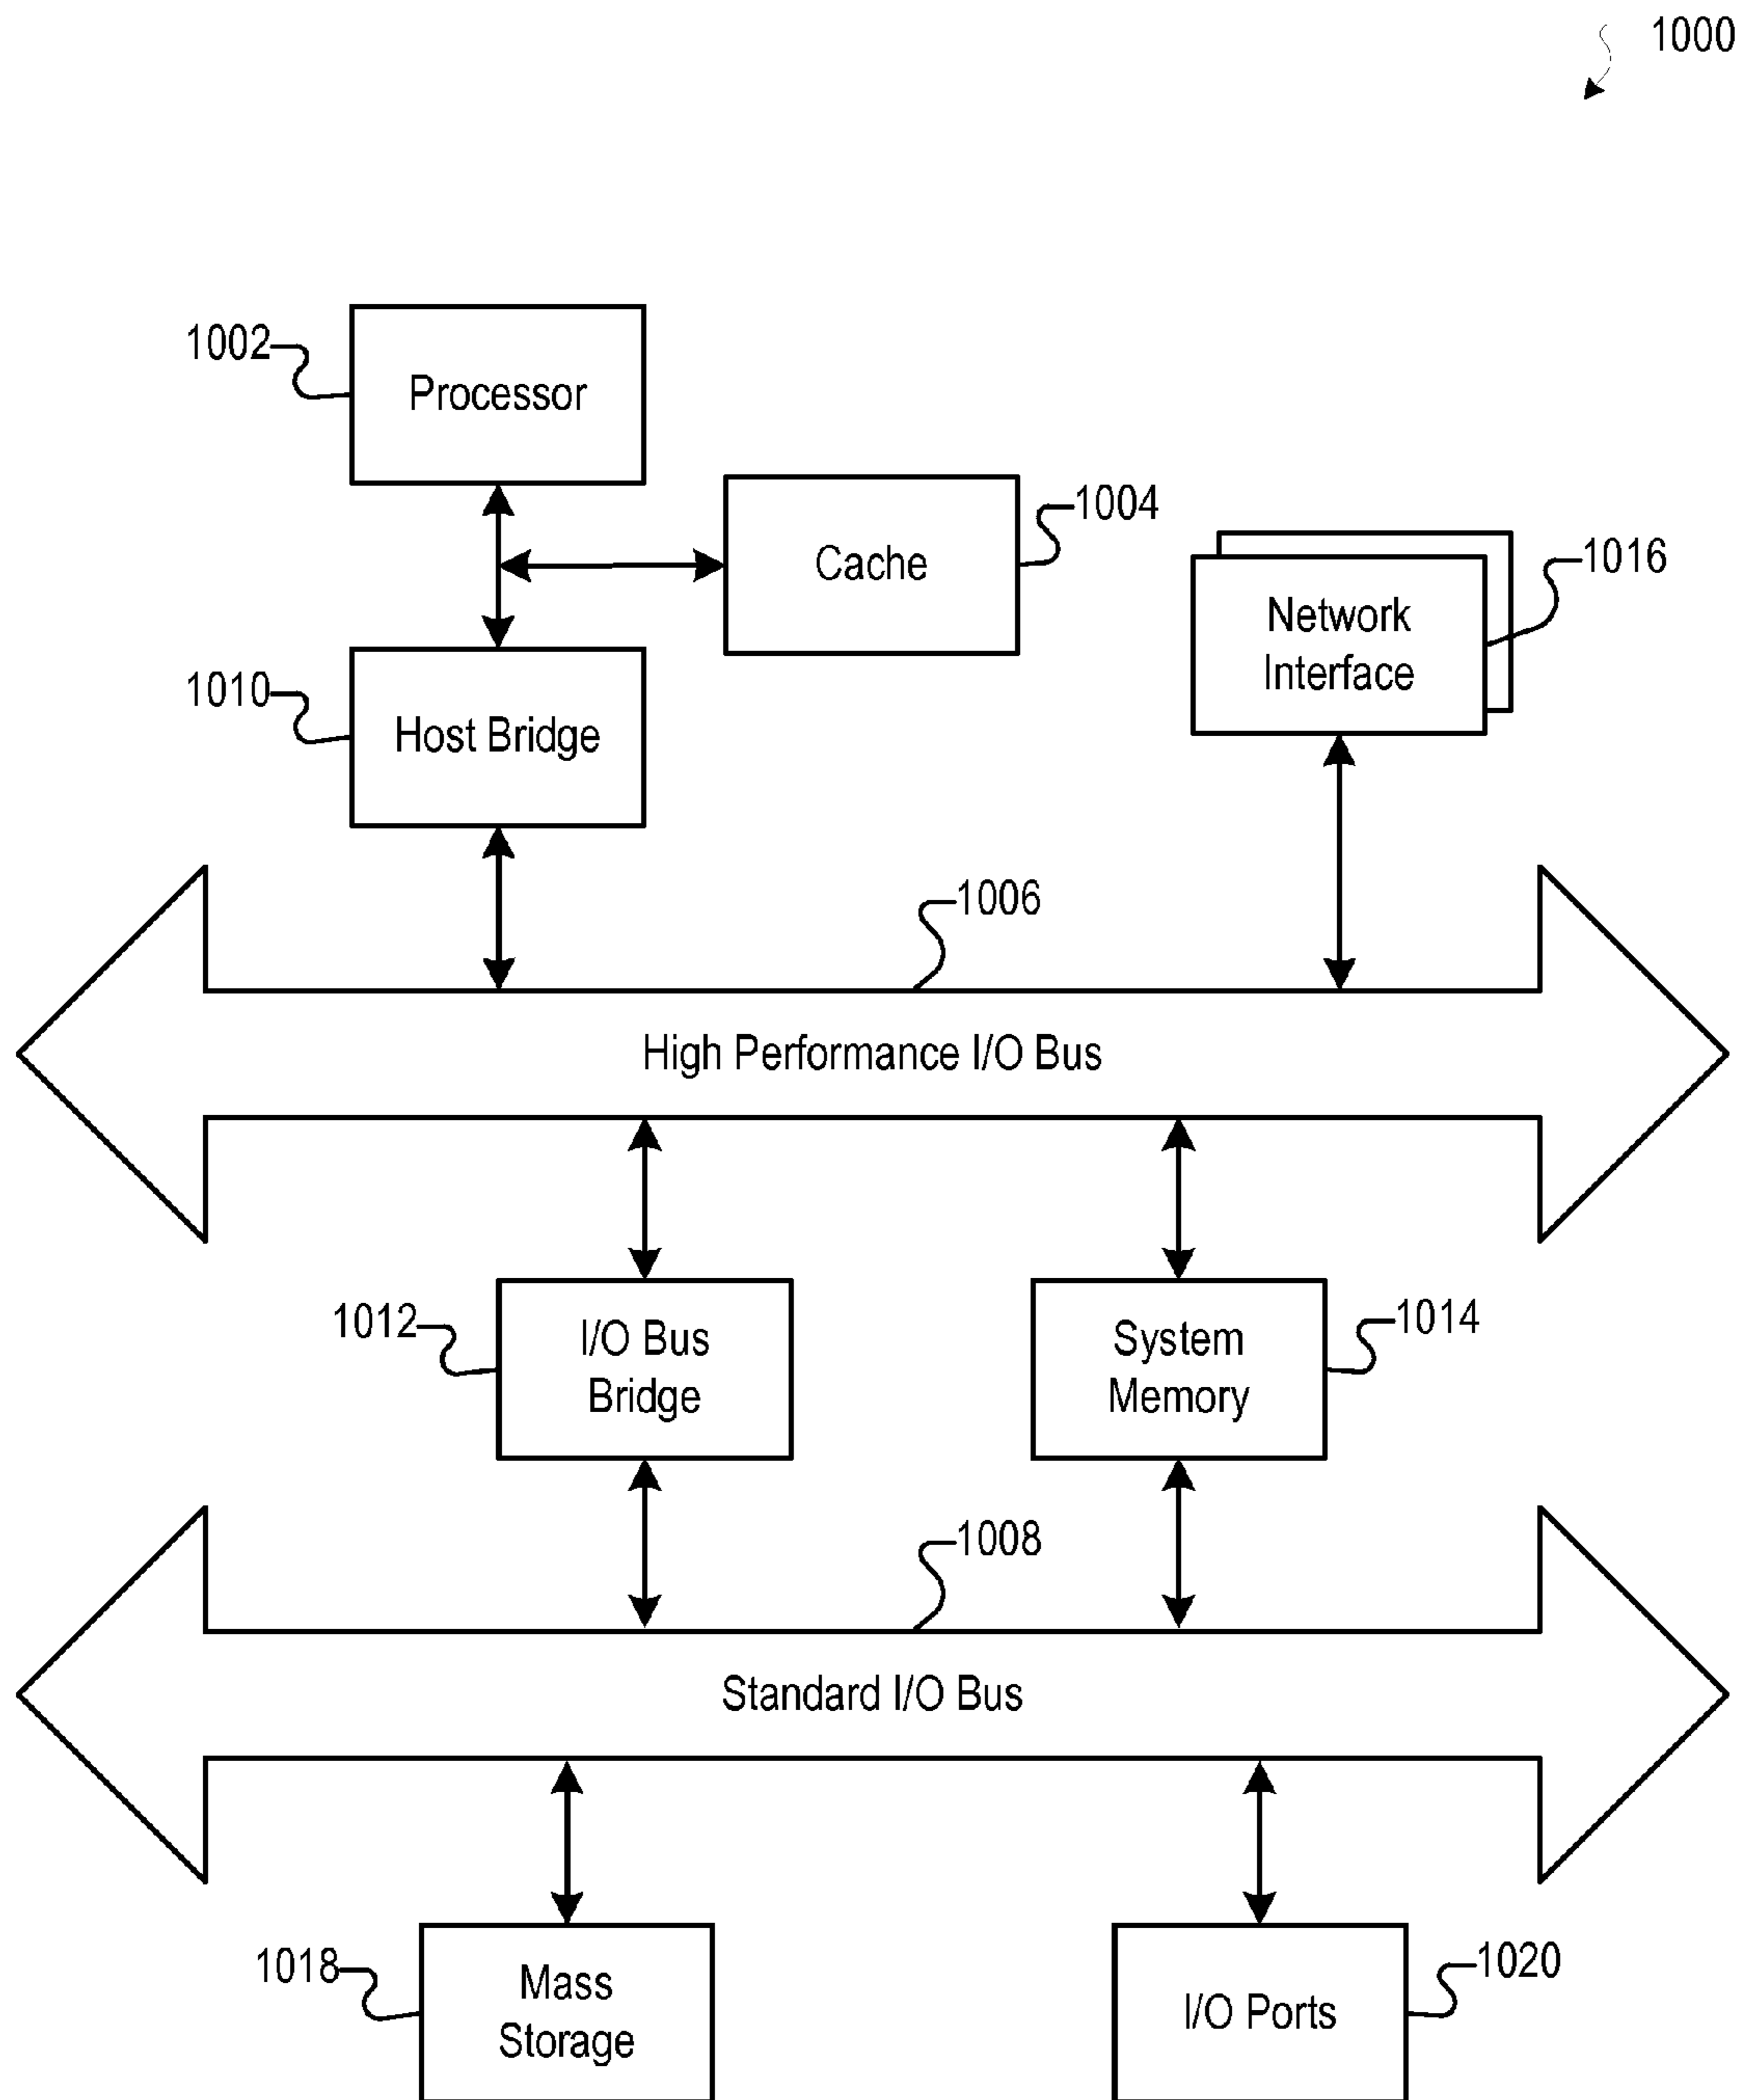 1000
1002
Processor
1004
Cache
1016
Network
Interface
1010
Host Bridge
1006
High Performance I/O Bus
1012
I/O Bus
Bridge
1014
System
Memory
1008
Standard I/O Bus
1018
Mass
Storage
1020
I/O Ports